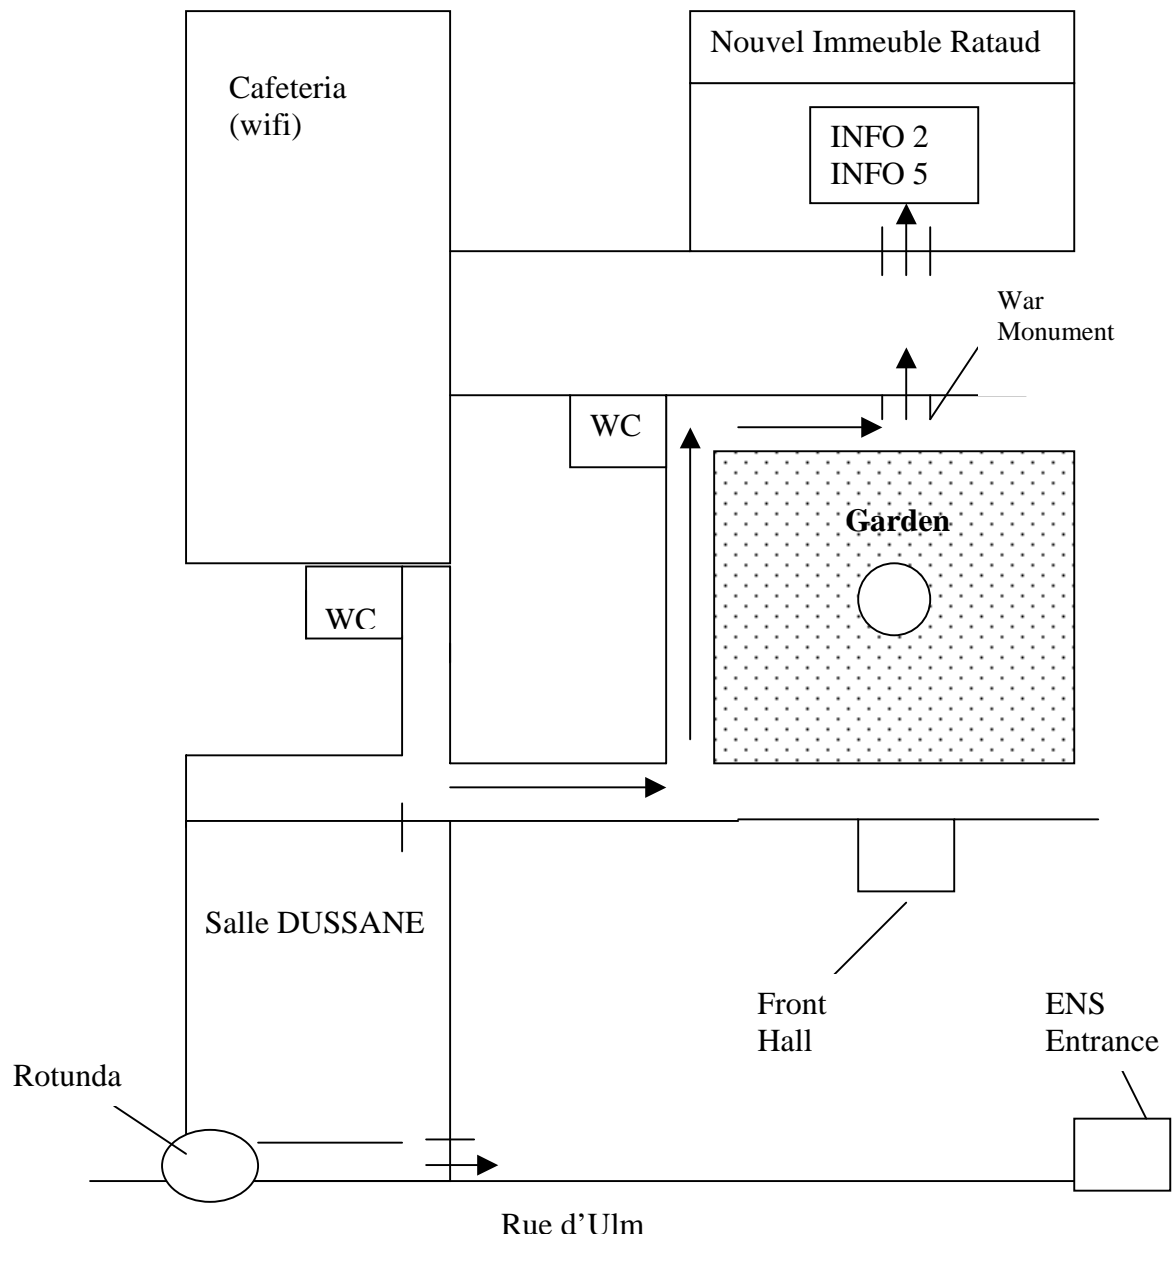 Nouvel Immeuble Rataud
Cafeteria
(wifi)
INFO 2
INFO 5
War
Monument
WC
Garden
WC
Salle DUSSANE
Front
Hall
ENS
Entrance
Rotunda
Rue d'Ulm